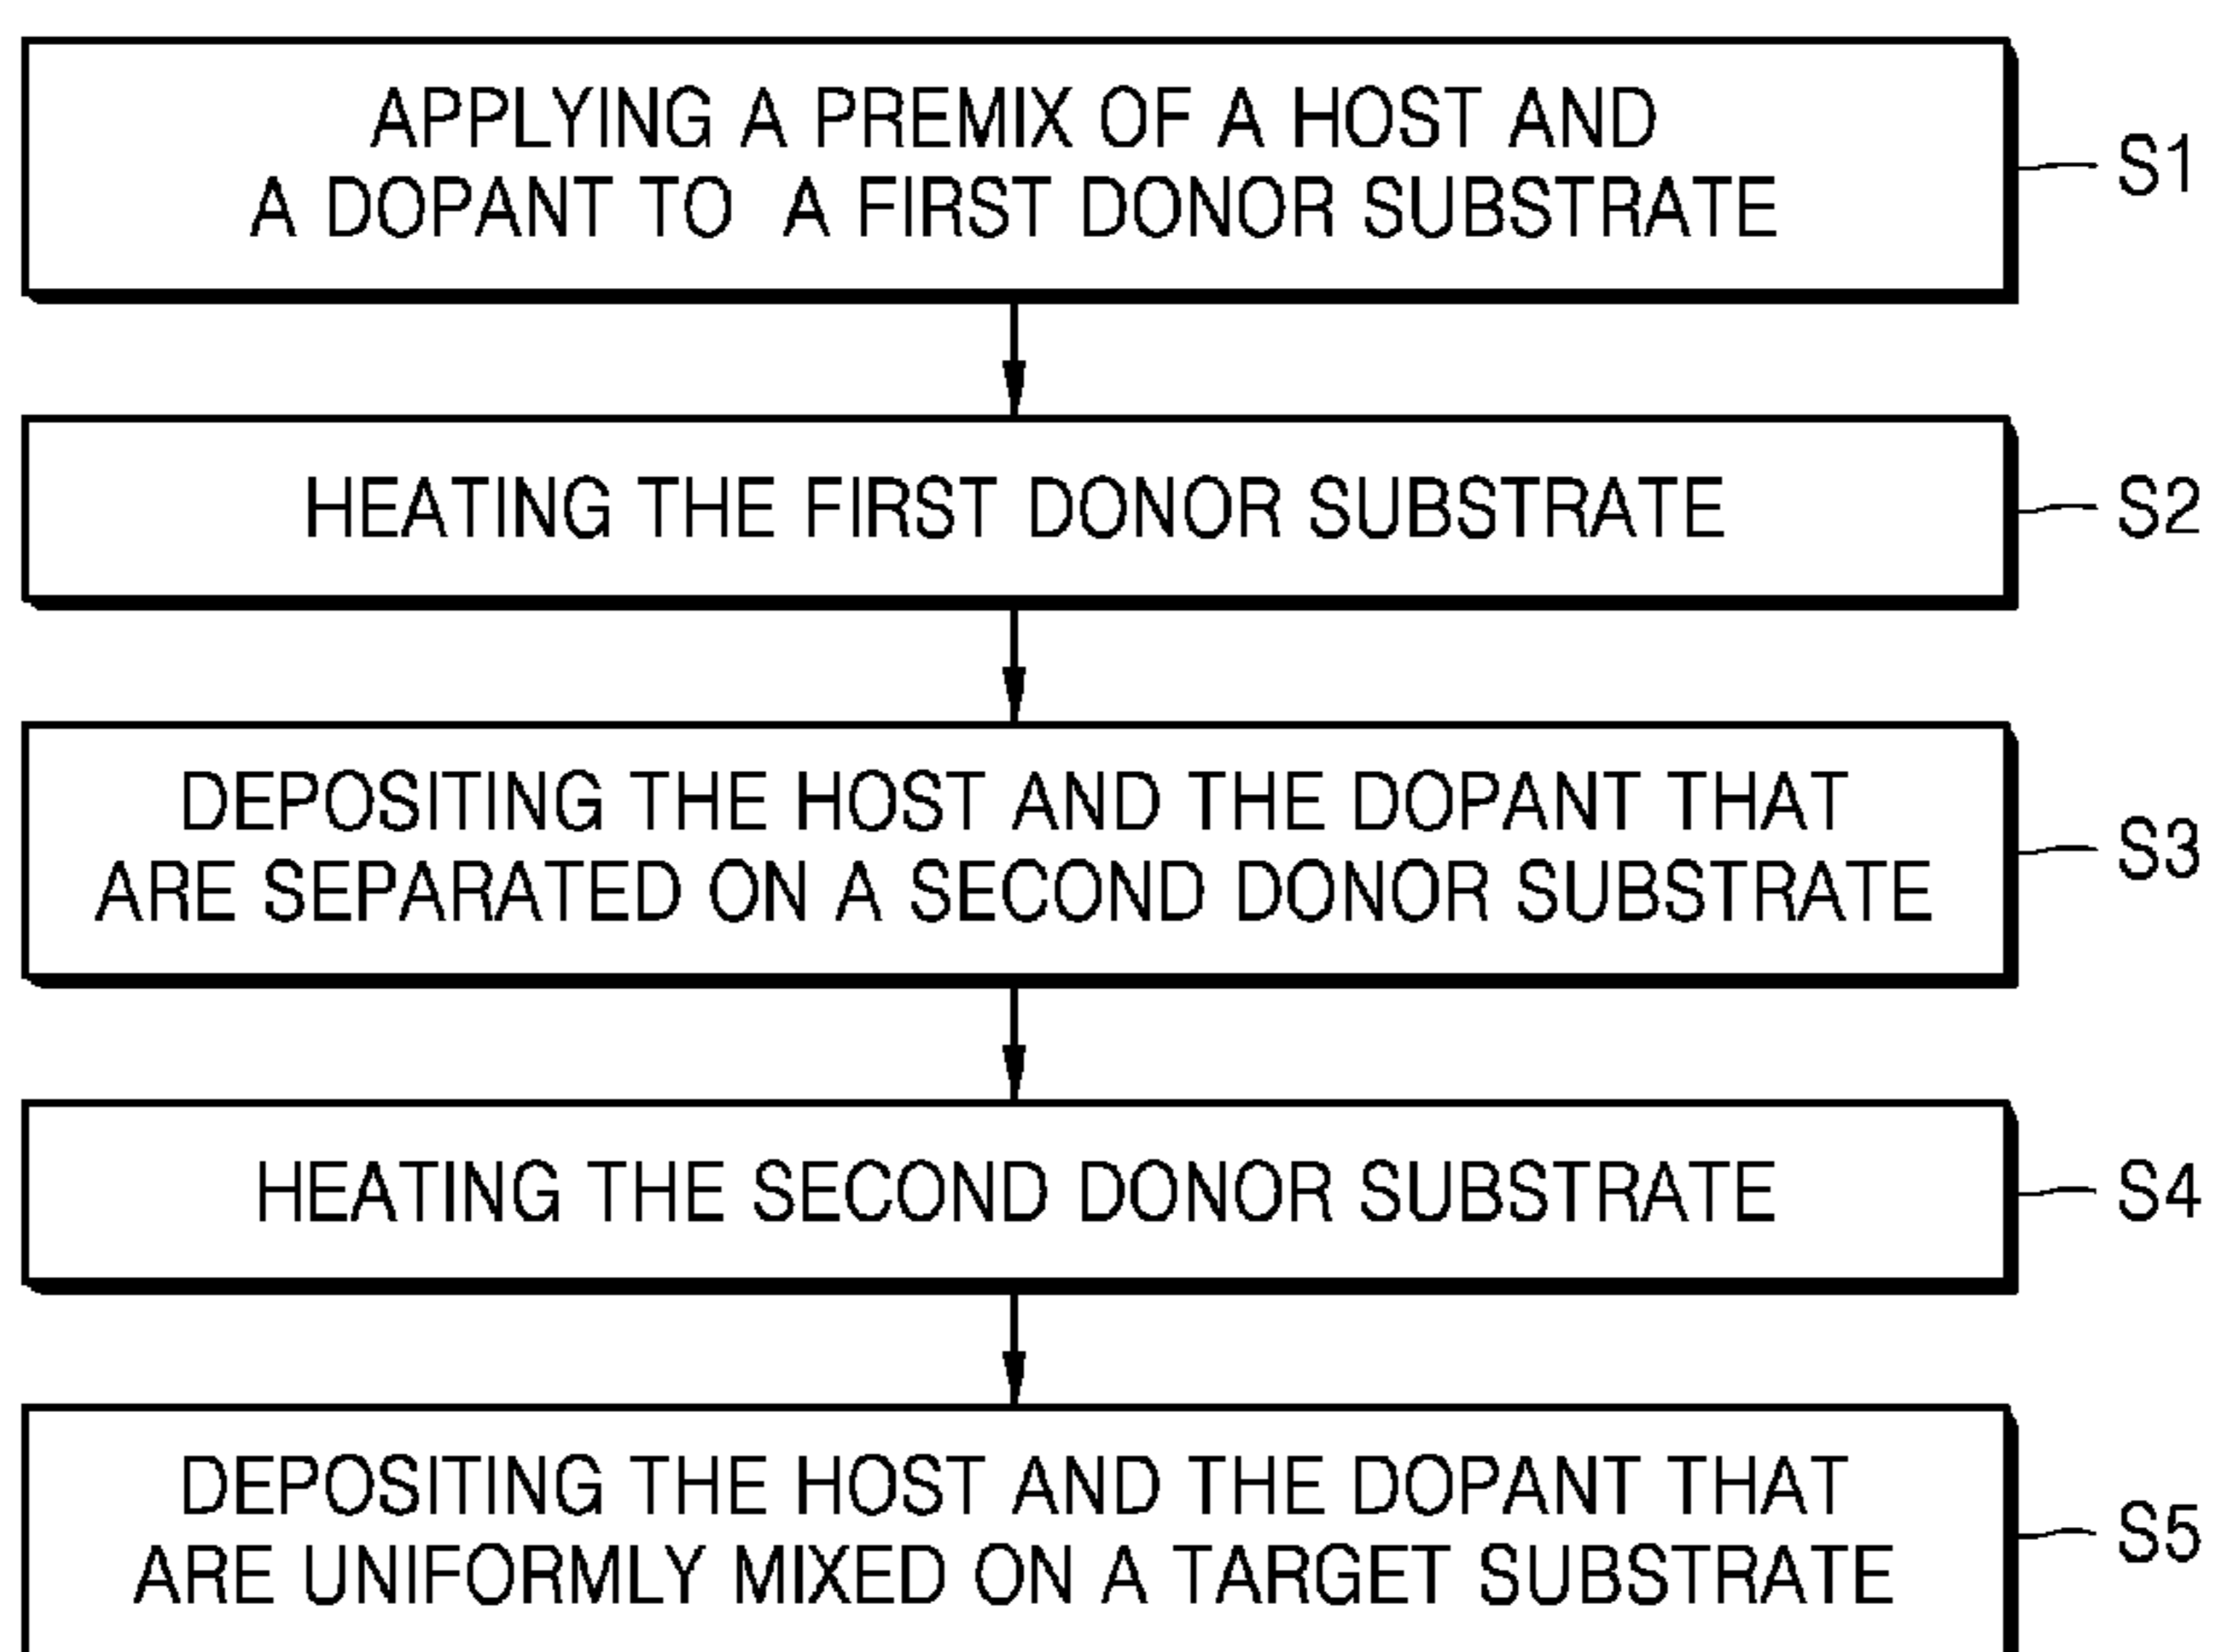 APPLYING A PREMIX OF A HOST AND
A DOPANT TO A FIRST DONOR SUBSTRATE
S1
HEATING THE FIRST DONOR SUBSTRATE
S2
DEPOSITING THE HOST AND THE DOPANT THAT
ARE SEPARATED ON A SECOND DONOR SUBSTRATE
S3
HEATING THE SECOND DONOR SUBSTRATE
S4
DEPOSITING THE HOST AND THE DOPANT THAT
ARE UNIFORMLY MIXED ON A TARGET SUBSTRATE
S5